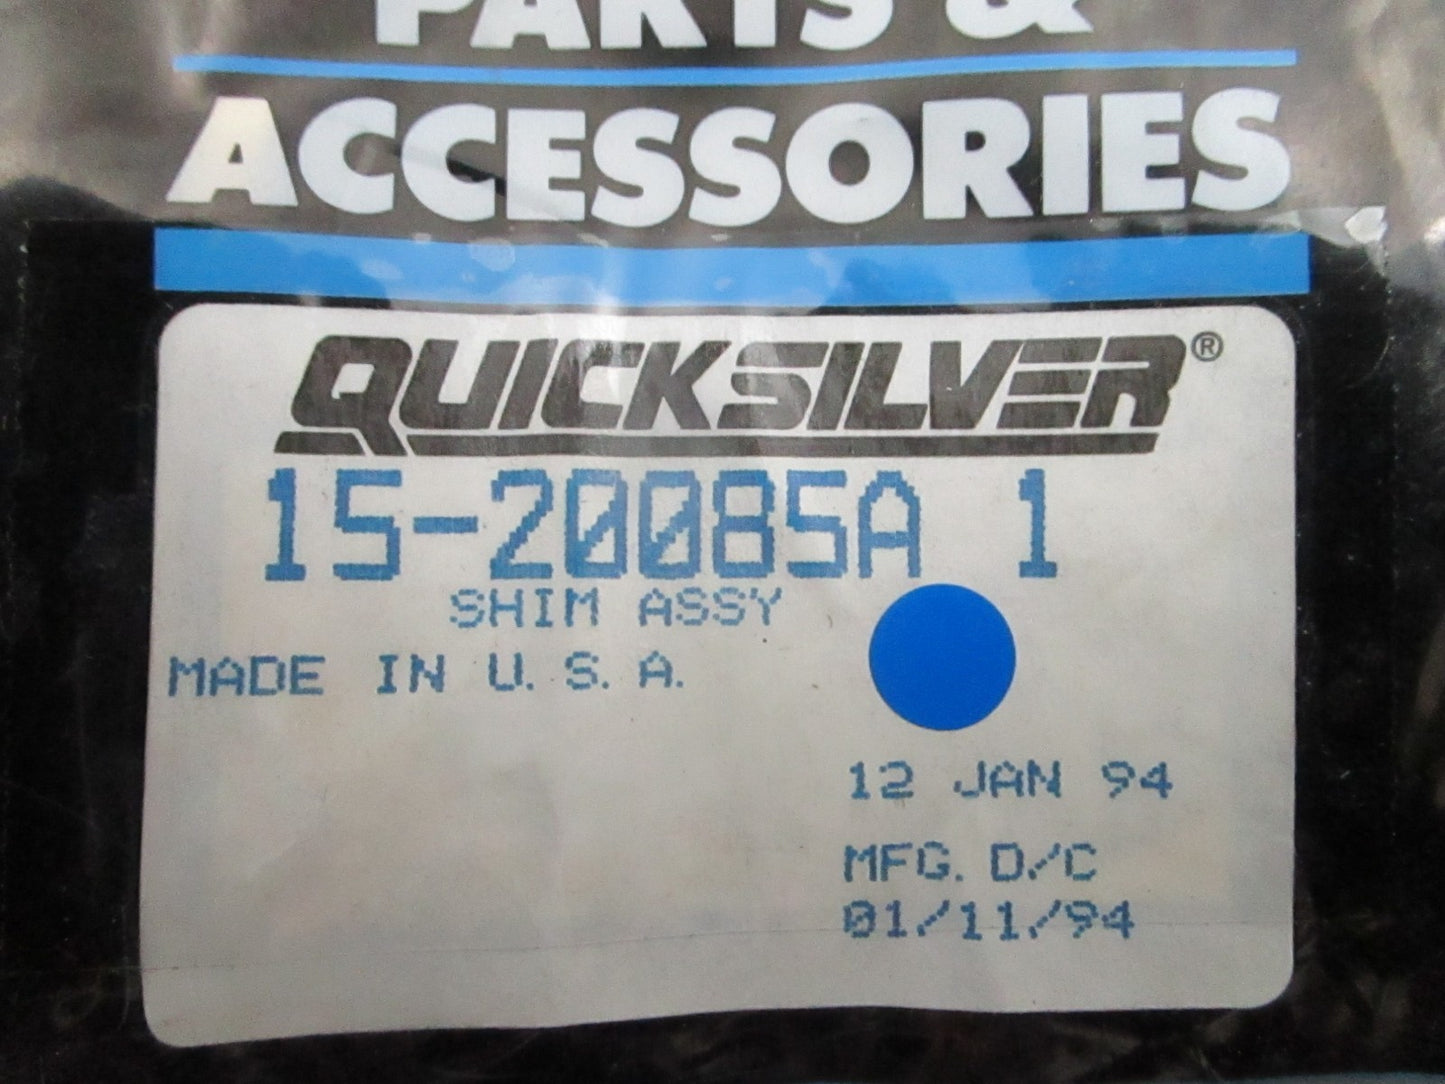 PARTS &
ACCESSORIES
QUICKSILVER®
15-20085A 1
SHIM ASSY
MADE IN U.S.A.
12 JAN 94
MFG. D/C
01/11/94